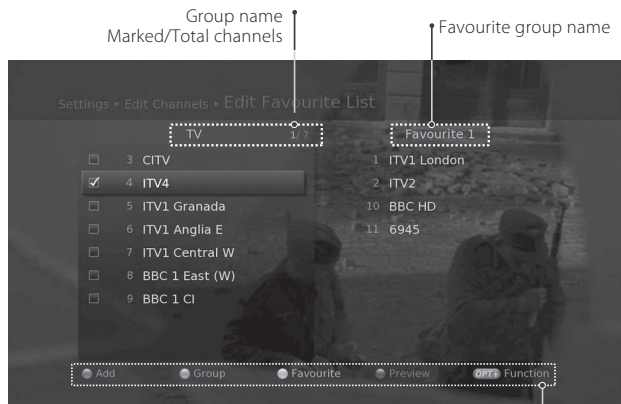 Group name
Marked/Total channels
Favourite group name
Settings ‣ Edit Channels ‣ Edit Favourite List
TV 1/ 7
Favourite 1
3 CITV
4 ITV4
5 ITV1 Granada
6 ITV1 Anglia E
7 ITV1 Central W
8 BBC 1 East (W)
9 BBC 1 CI
1 ITV1 London
2 ITV2
10 BBC HD
11 6945
Add Group Favourite Preview OPT+ Function